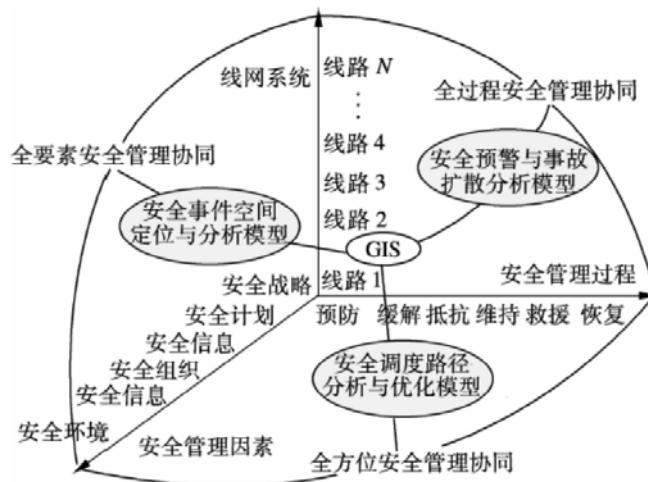 线网系统
线路 N
全过程安全管理协同
线路 4
全要素安全管理协同
安全预警与事故
扩散分析模型
线路 3
安全事件空间
定位与分析模型
线路 2
GIS
安全战略
线路 1
安全管理过程
安全计划
预防 缓解 抵抗 维持 救援 恢复
安全信息
安全组织
安全信息
安全调度路径
分析与优化模型
安全环境
安全管理因素
全方位安全管理协同